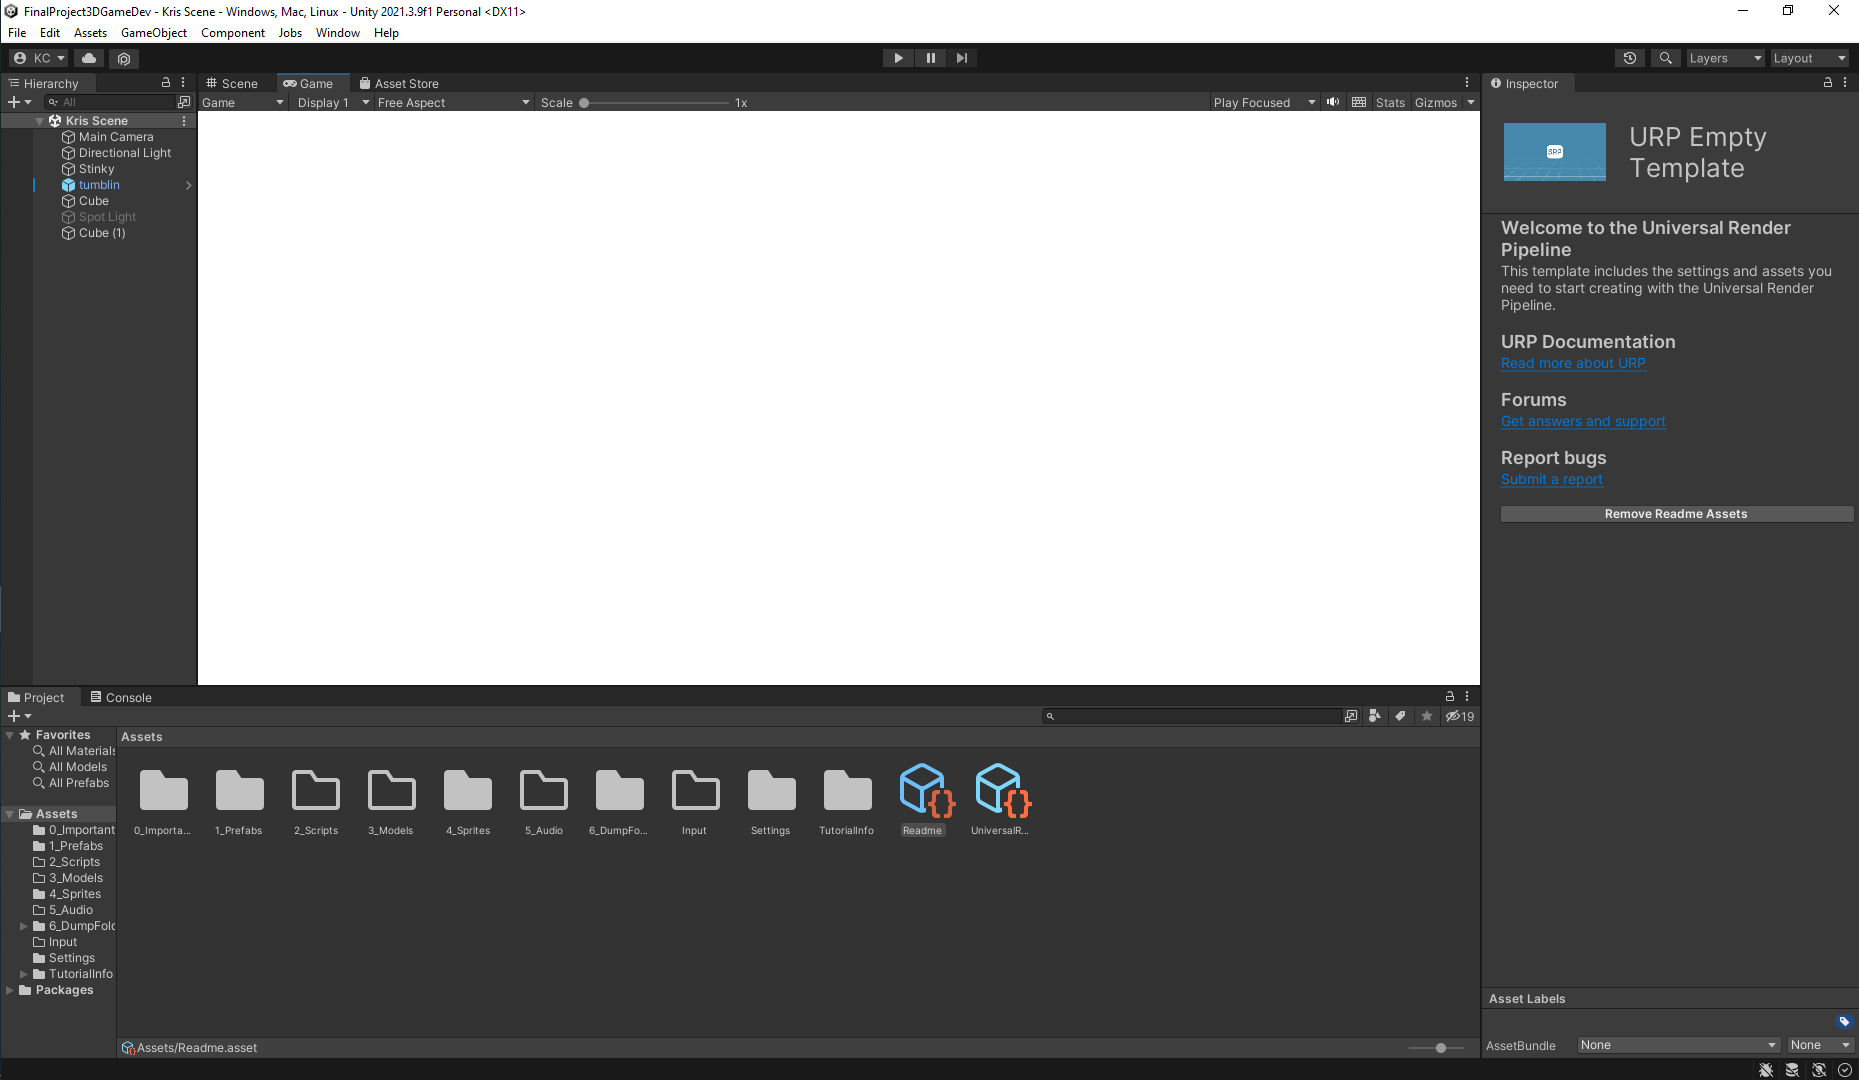 FinalProject3DGameDev - Kris Scene - Windows, Mac, Linux - Unity 2021.3.9f1 Personal <DX11>
File Edit Assets GameObject Component Jobs Window Help
KC Layers Layout
Hierarchy
All
Kris Scene
Main Camera
Directional Light
Stinky
tumblin
Cube
Spot Light
Cube (1)
Scene Game Asset Store
Game Display 1 Free Aspect Scale 1x Play Focused Stats Gizmos
Inspector
SRP
URP Empty
Template
Welcome to the Universal Render
Pipeline
This template includes the settings and assets you
need to start creating with the Universal Render
Pipeline.
URP Documentation
Read more about URP
Forums
Get answers and support
Report bugs
Submit a report
Remove Readme Assets
Project Console
19
Favorites
All Materials
All Models
All Prefabs
Assets
0_Important
1_Prefabs
2_Scripts
3_Models
4_Sprites
5_Audio
6_DumpFolc
Input
Settings
TutorialInfo
Packages
Assets
0_Importa... 1_Prefabs 2_Scripts 3_Models 4_Sprites 5_Audio 6_DumpFo... Input Settings TutorialInfo Readme UniversalR...
Assets/Readme.asset
Asset Labels
AssetBundle None None